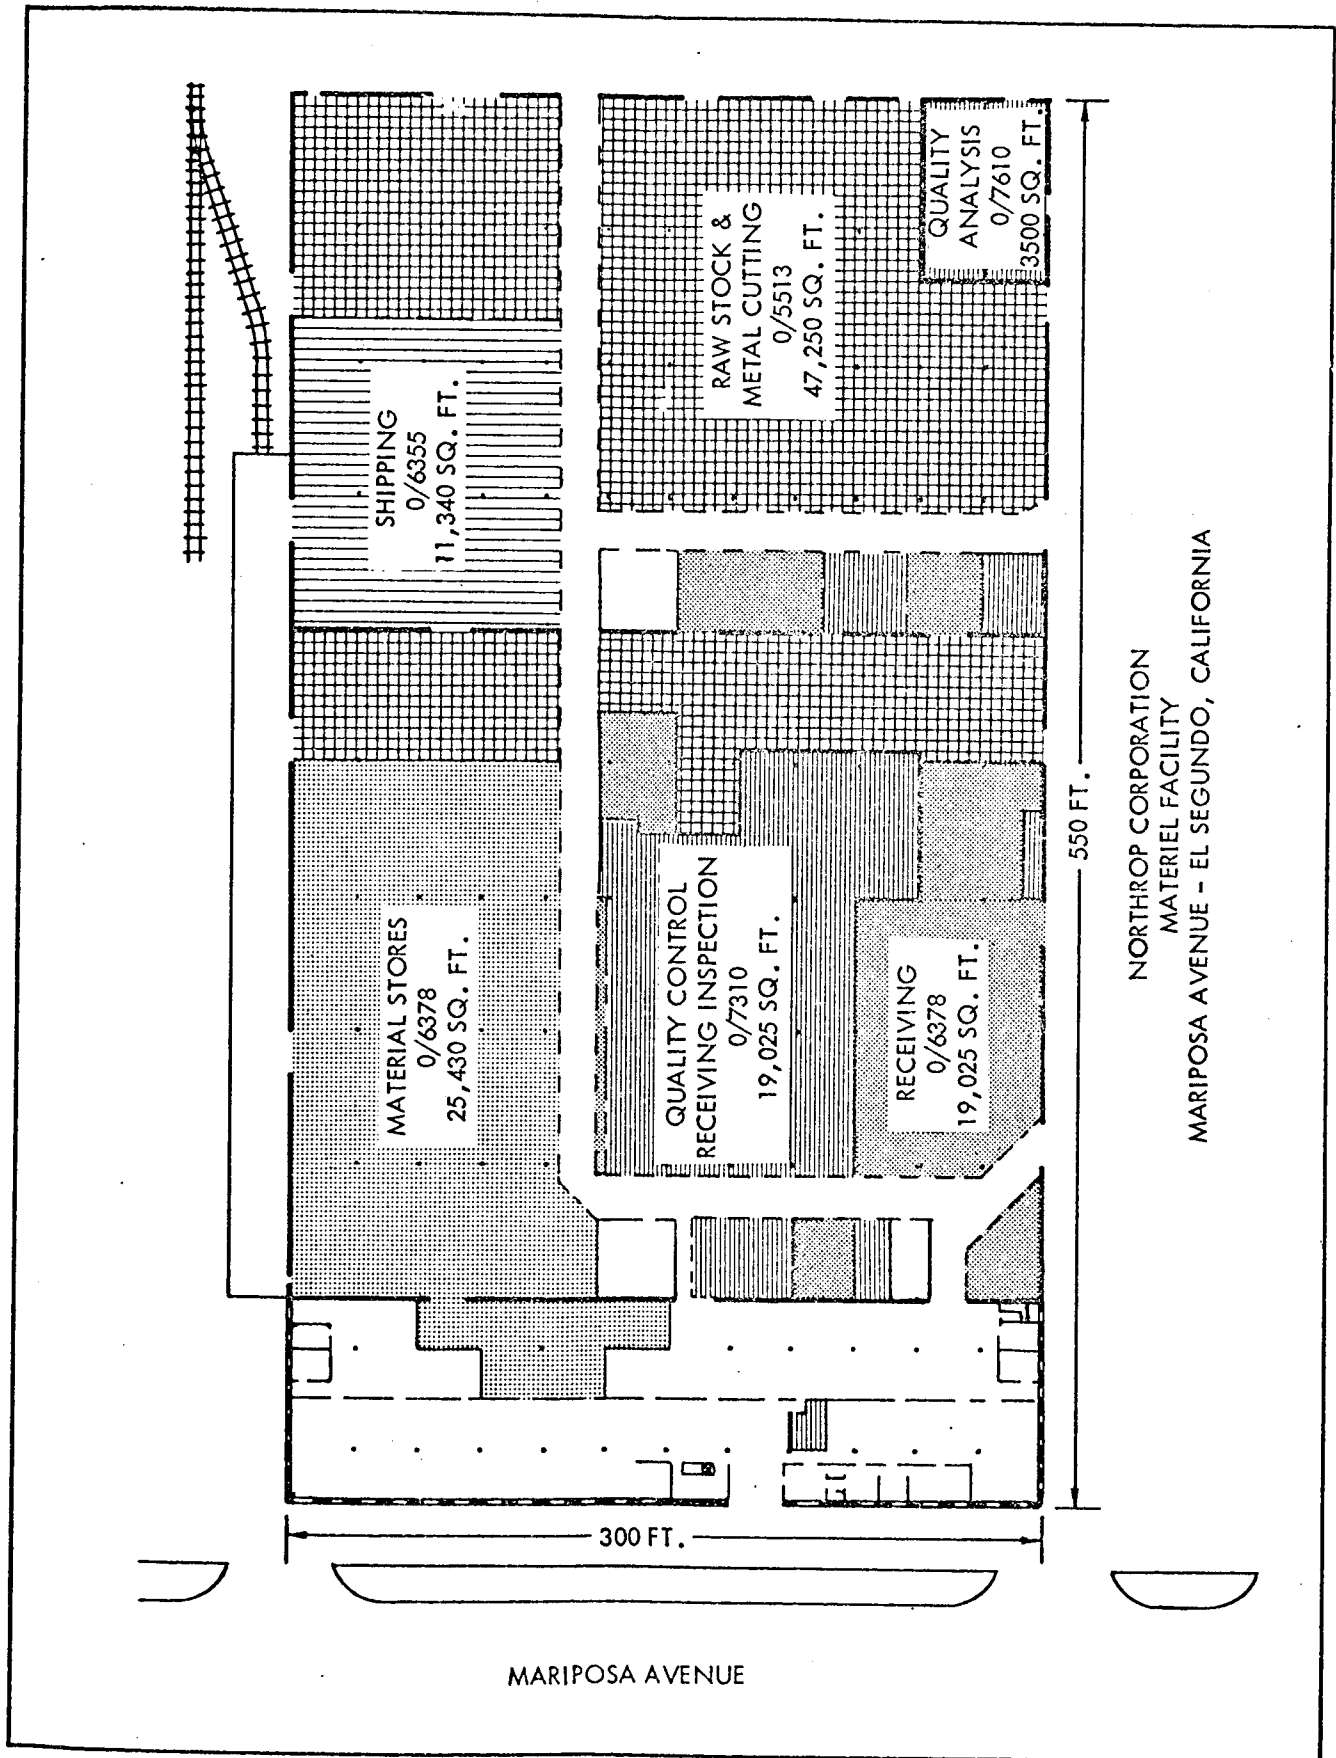 SHIPPING
0/6355
11,340 SQ. FT.
RAW STOCK &
METAL CUTTING
0/5513
47,250 SQ. FT.
QUALITY
ANALYSIS
0/7610
3500 SQ. FT.
MATERIAL STORES
0/6378
25,430 SQ. FT.
QUALITY CONTROL
RECEIVING INSPECTION
0/7310
19,025 SQ. FT.
RECEIVING
0/6378
19,025 SQ. FT.
550 FT.
300 FT.
MARIPOSA AVENUE
NORTHROP CORPORATION
MATERIEL FACILITY
MARIPOSA AVENUE - EL SEGUNDO, CALIFORNIA